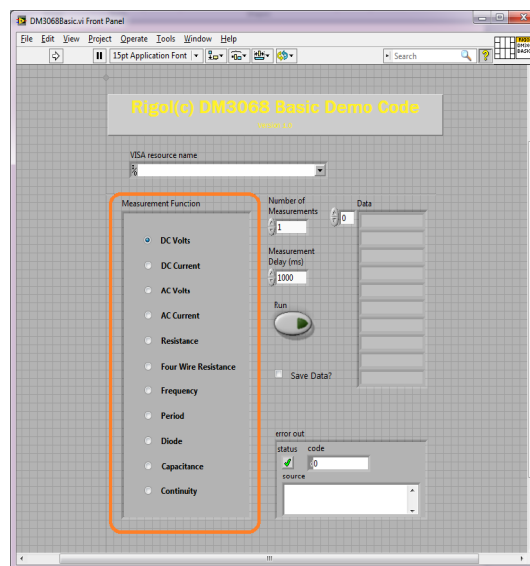 DM3068Basic.vi Front Panel
File Edit View Project Operate Tools Window Help
15pt Application Font
Search
?
RIGOL
BASIC
Rigol(c) DM3068 Basic Demo Code
VISA resource name
Measurement Function
DC Volts
DC Current
AC Volts
AC Current
Resistance
Four Wire Resistance
Frequency
Period
Diode
Capacitance
Continuity
Number of
Measurements
1
Measurement
Delay (ms)
1000
Run
Save Data?
0
Data
error out
status code
0
source